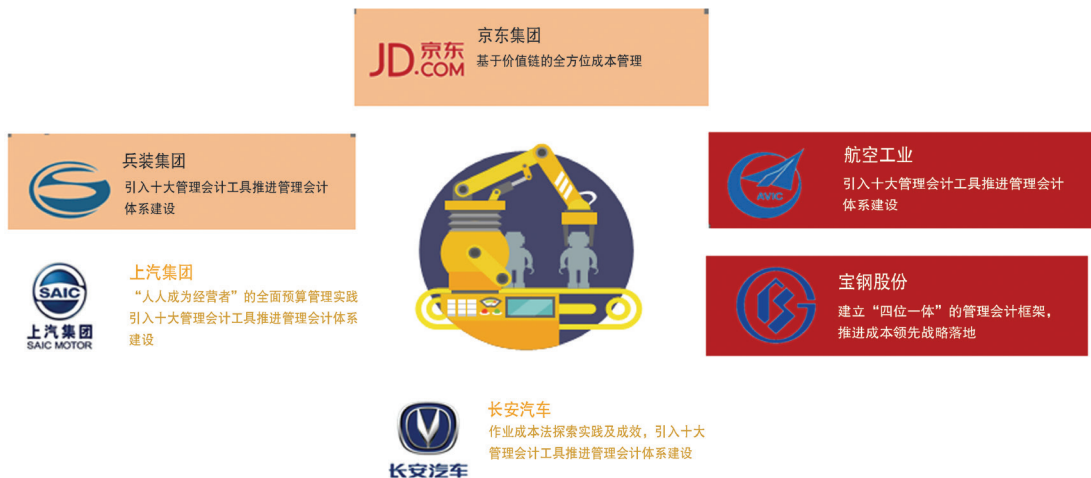 JD.COM 京东
京东集团
基于价值链的全方位成本管理
兵装集团
引入十大管理会计工具推进管理会计
体系建设
AVIC
航空工业
引入十大管理会计工具推进管理会计
体系建设
SAIC
上汽集团
SAIC MOTOR
上汽集团
“人人成为经营者”的全面预算管理实践
引入十大管理会计工具推进管理会计体系
建设
宝钢股份
建立“四位一体”的管理会计框架，
推进成本领先战略落地
长安汽车
长安汽车
作业成本法探索实践及成效，引入十大
管理会计工具推进管理会计体系建设